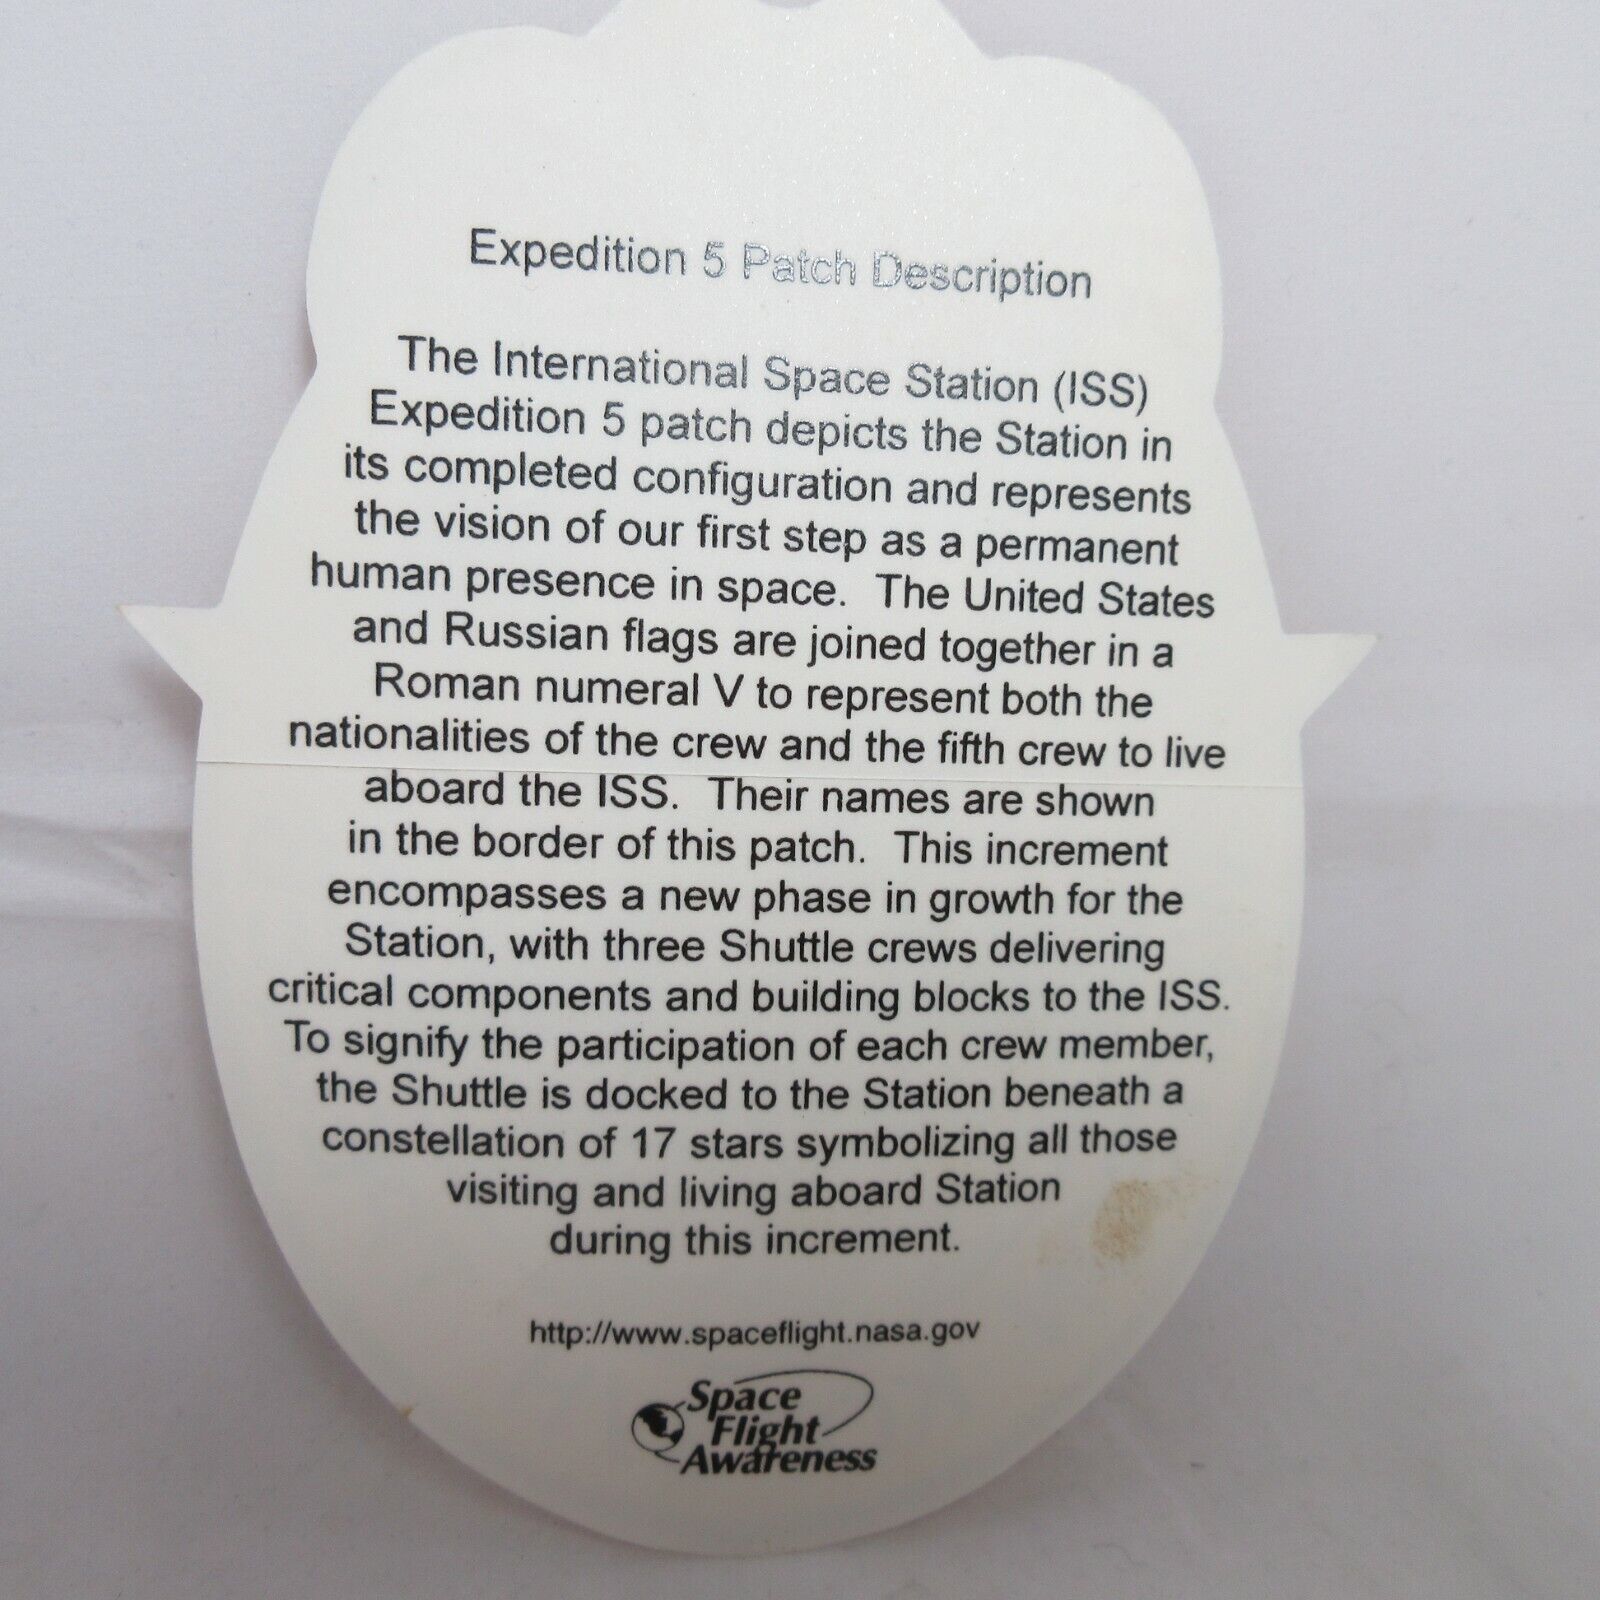 Expedition 5 Patch Description
The International Space Station (ISS)
Expedition 5 patch depicts the Station in
its completed configuration and represents
the vision of our first step as a permanent
human presence in space. The United States
and Russian flags are joined together in a
Roman numeral V to represent both the
nationalities of the crew and the fifth crew to live
aboard the ISS. Their names are shown
in the border of this patch. This increment
encompasses a new phase in growth for the
Station, with three Shuttle crews delivering
critical components and building blocks to the ISS.
To signify the participation of each crew member,
the Shuttle is docked to the Station beneath a
constellation of 17 stars symbolizing all those
visiting and living aboard Station
during this increment.
http://www.spaceflight.nasa.gov
Space
Flight
Awareness